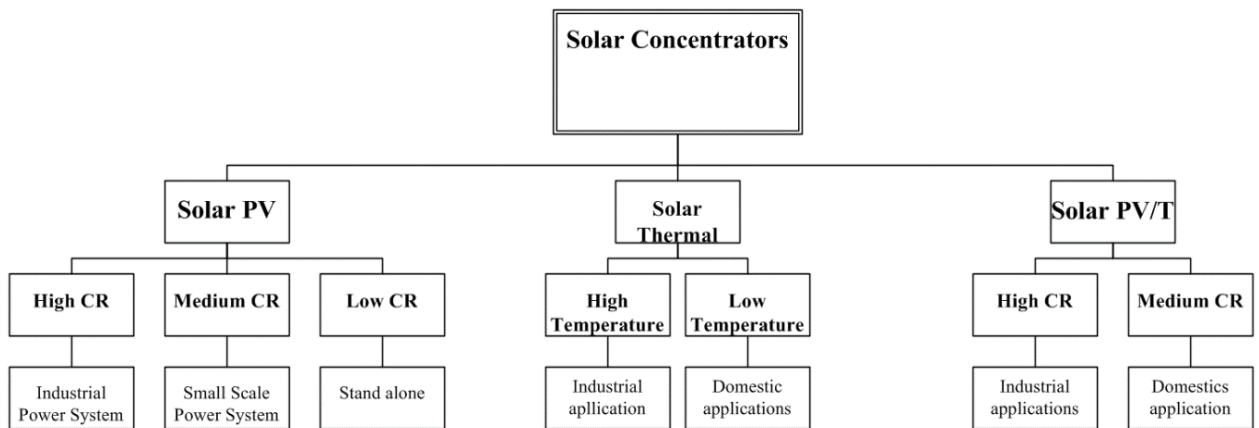 Solar Concentrators
Solar PV
Solar
Thermal
Solar PV/T
High CR
Medium CR
Low CR
High
Temperature
Low
Temperature
High CR
Medium CR
Industrial
Power System
Small Scale
Power System
Stand alone
Industrial
apllication
Domestic
applications
Industrial
applications
Domestics
application